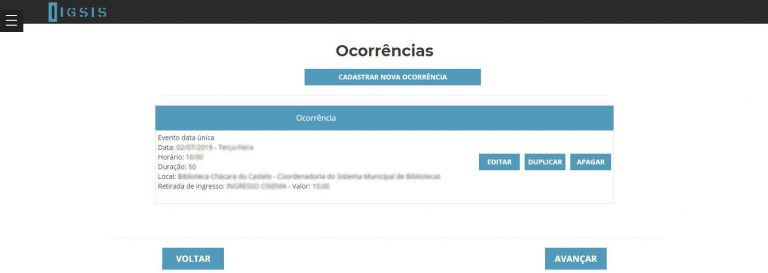 IGSIS
Ocorrências
CADASTRAR NOVA OCORRÊNCIA
Ocorrência
Evento data única
Data: 02/07/2019 - Terça-Feira
Horário: 10:00
Duração: 50
Local: Biblioteca Chácara do Castelo - Coordenadoria do Sistema Municipal de Bibliotecas
Retirada de ingresso: INGRESSO CINEMA - Valor: 10,00
EDITAR
DUPLICAR
APAGAR
VOLTAR
AVANÇAR